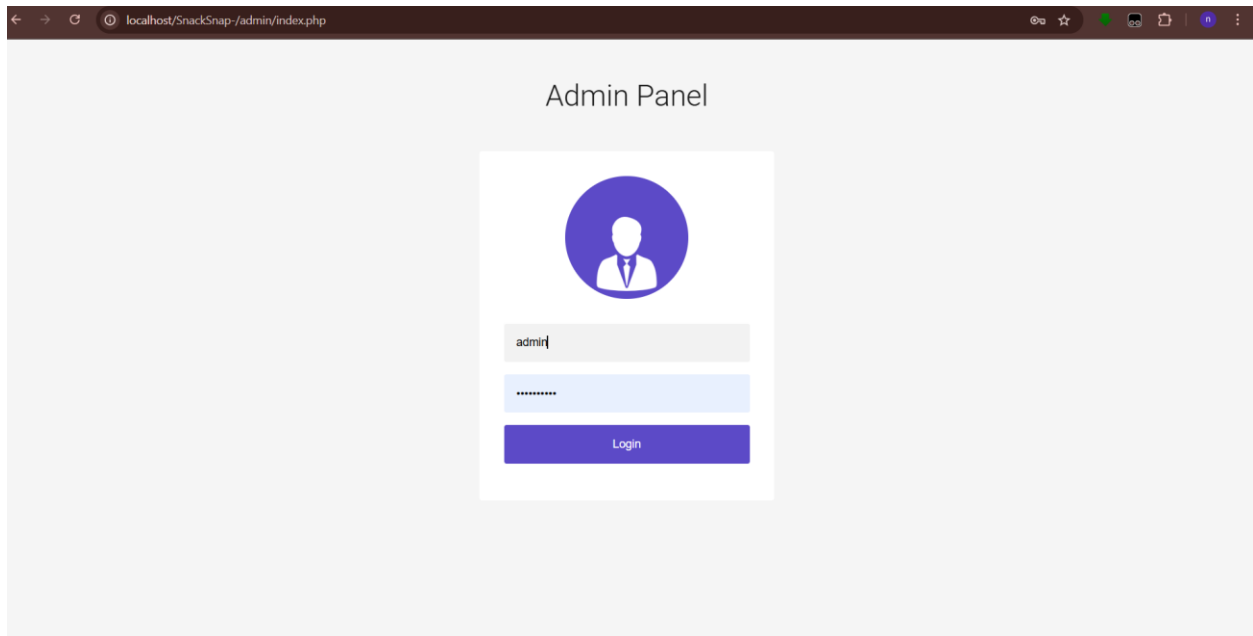 localhost/SnackSnap-/admin/index.php
n
Admin Panel
admin
••••••••••
Login